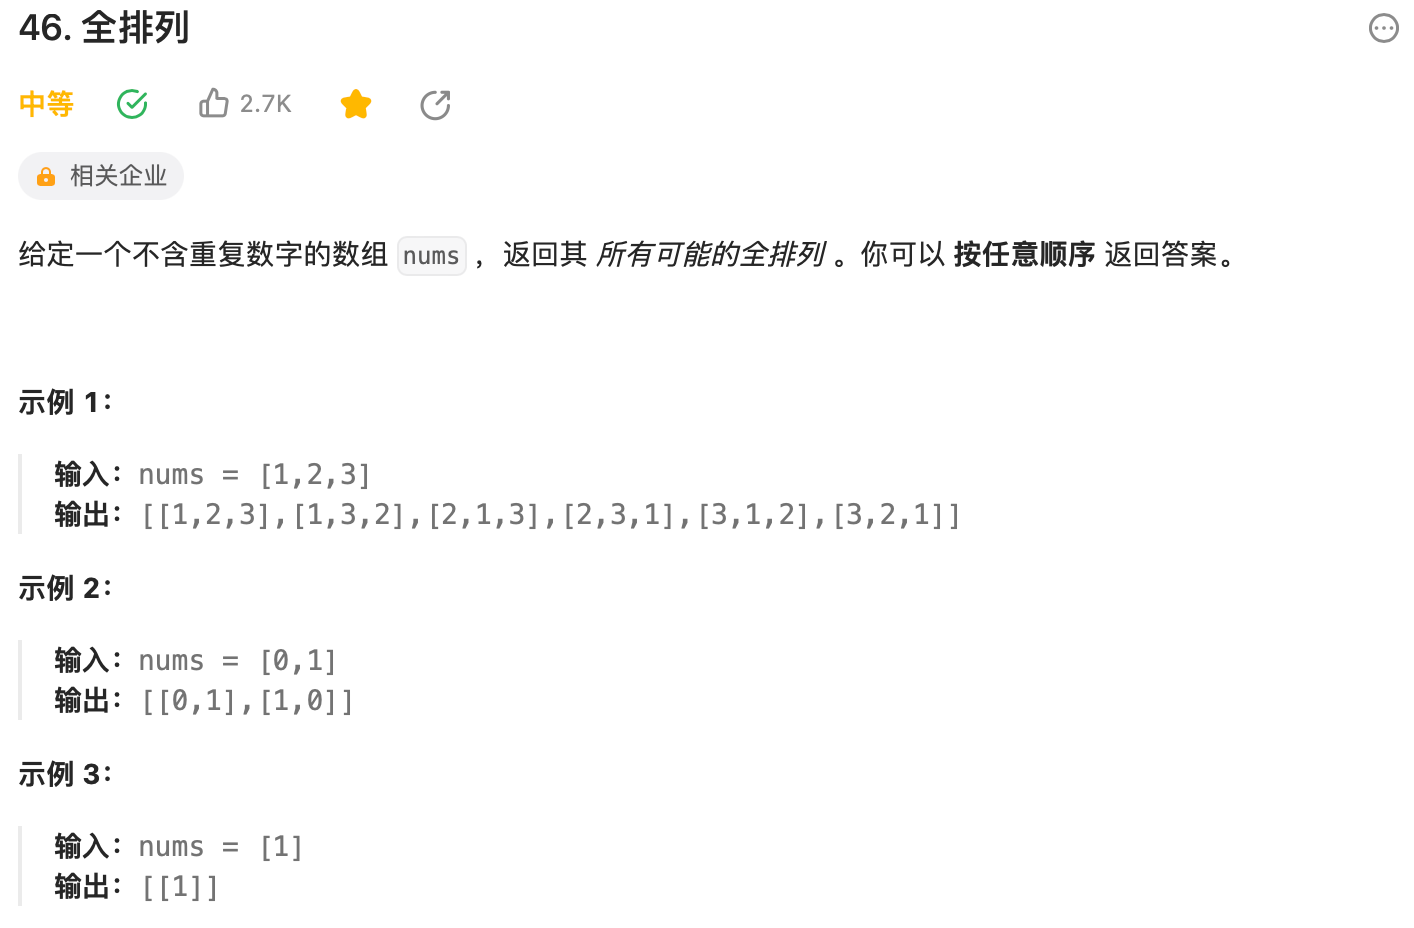 46. 全排列
中等 2.7K
相关企业
给定一个不含重复数字的数组 nums ，返回其 所有可能的全排列 。你可以 按任意顺序 返回答案。
示例 1：
输入：nums = [1,2,3]
输出：[[1,2,3],[1,3,2],[2,1,3],[2,3,1],[3,1,2],[3,2,1]]
示例 2：
输入：nums = [0,1]
输出：[[0,1],[1,0]]
示例 3：
输入：nums = [1]
输出：[[1]]